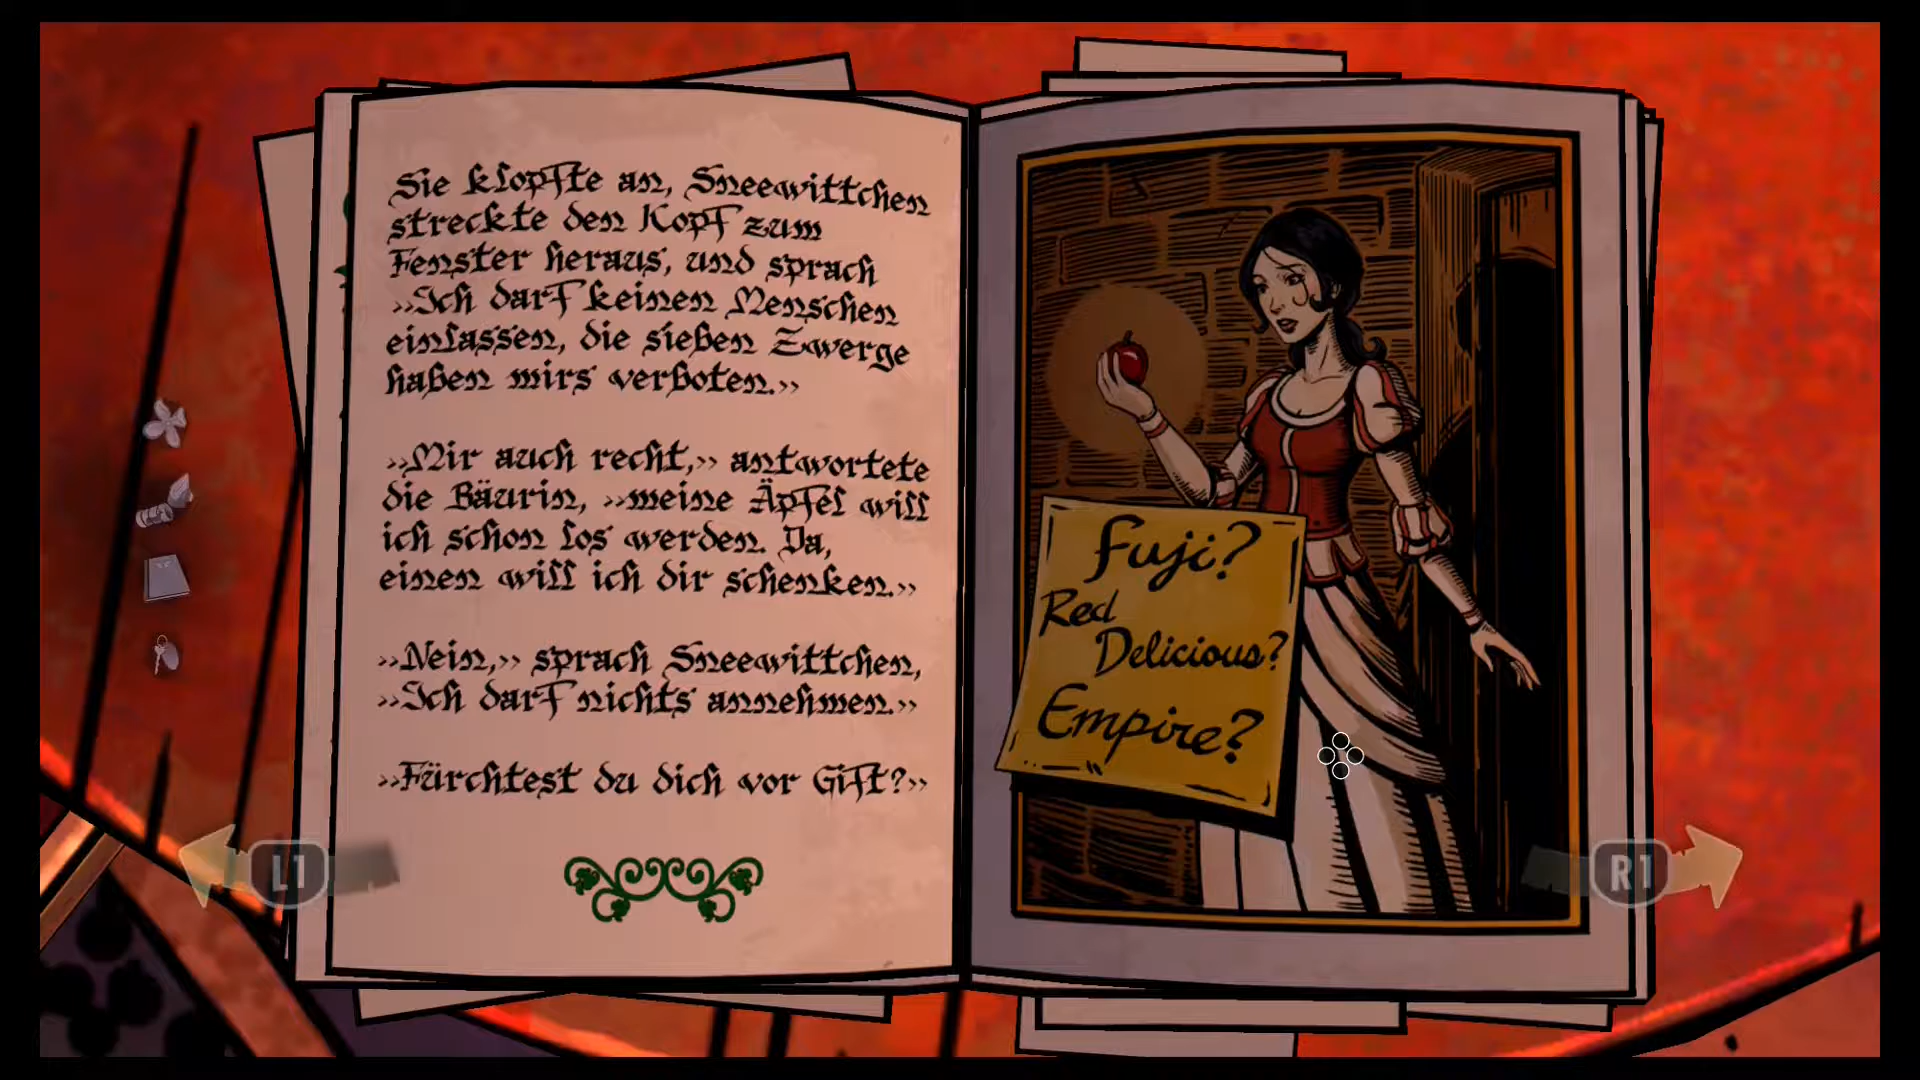 Sie klopfte an, Sneewittchen
streckte den Kopf zum
Fenster heraus, und sprach
»Ich darf keinen Menschen
einlassen, die sieben Zwerge
haben mirs verboten.»
»Mir auch recht,» antwortete
die Bäurin, »meine Äpfel will
ich schon los werden. Da,
einen will ich dir schenken.»
»Nein,» sprach Sneewittchen,
»Ich darf nichts annehmen.»
»Fürchtest du dich vor Gift?»
Fuji?
Red
Delicious?
Empire?
L1
R1